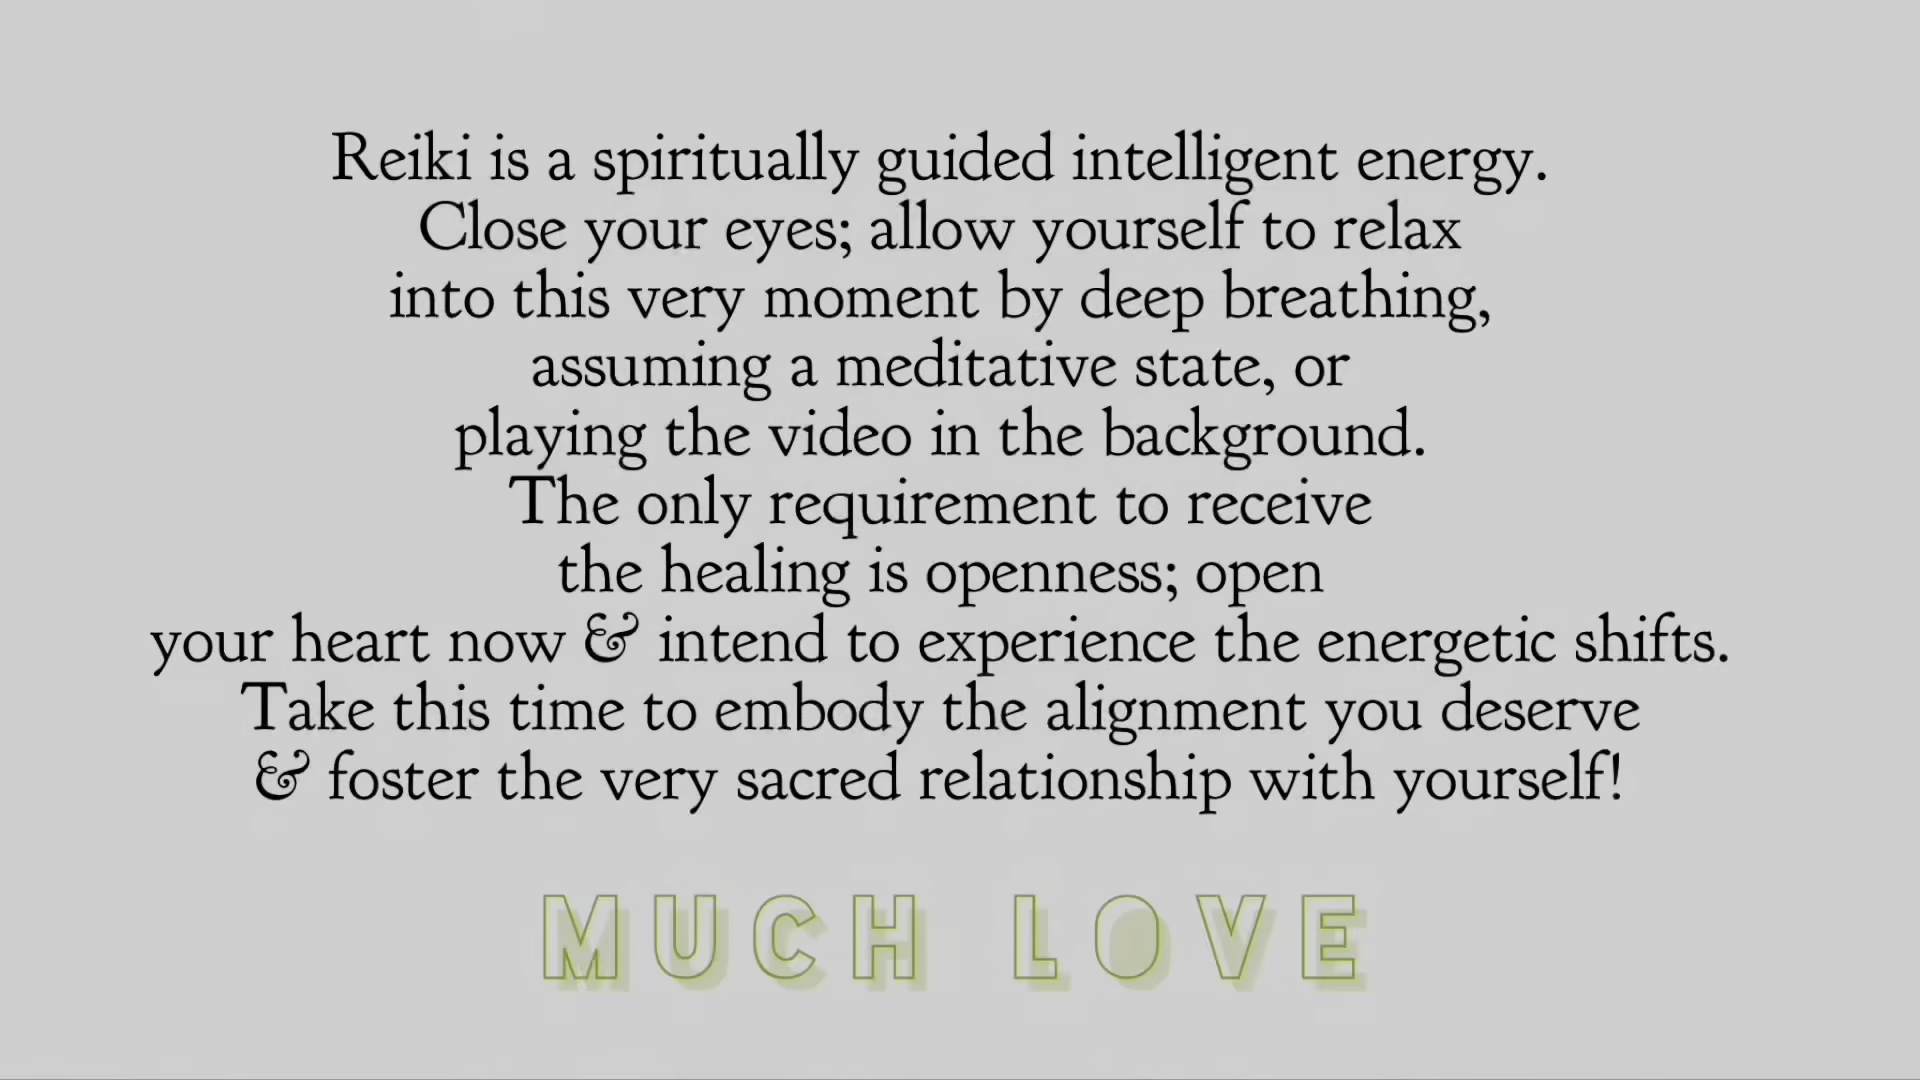 Reiki is a spiritually guided intelligent energy.
Close your eyes; allow yourself to relax
into this very moment by deep breathing,
assuming a meditative state, or
playing the video in the background.
The only requirement to receive
the healing is openness; open
your heart now & intend to experience the energetic shifts.
Take this time to embody the alignment you deserve
& foster the very sacred relationship with yourself!
MUCH LOVE